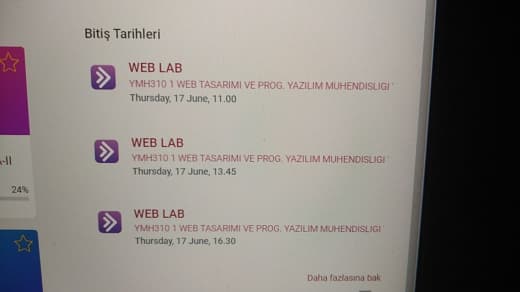 Bitiş Tarihleri
WEB LAB
YMH310 1 WEB TASARIMI VE PROG. YAZILIM MUHENDISLIGI
Thursday, 17 June, 11.00
WEB LAB
YMH310 1 WEB TASARIMI VE PROG. YAZILIM MUHENDISLIGI
Thursday, 17 June, 13.45
A-II
24%
WEB LAB
YMH310 1 WEB TASARIMI VE PROG. YAZILIM MUHENDISLIGI
Thursday, 17 June, 16.30
Daha fazlasına bak